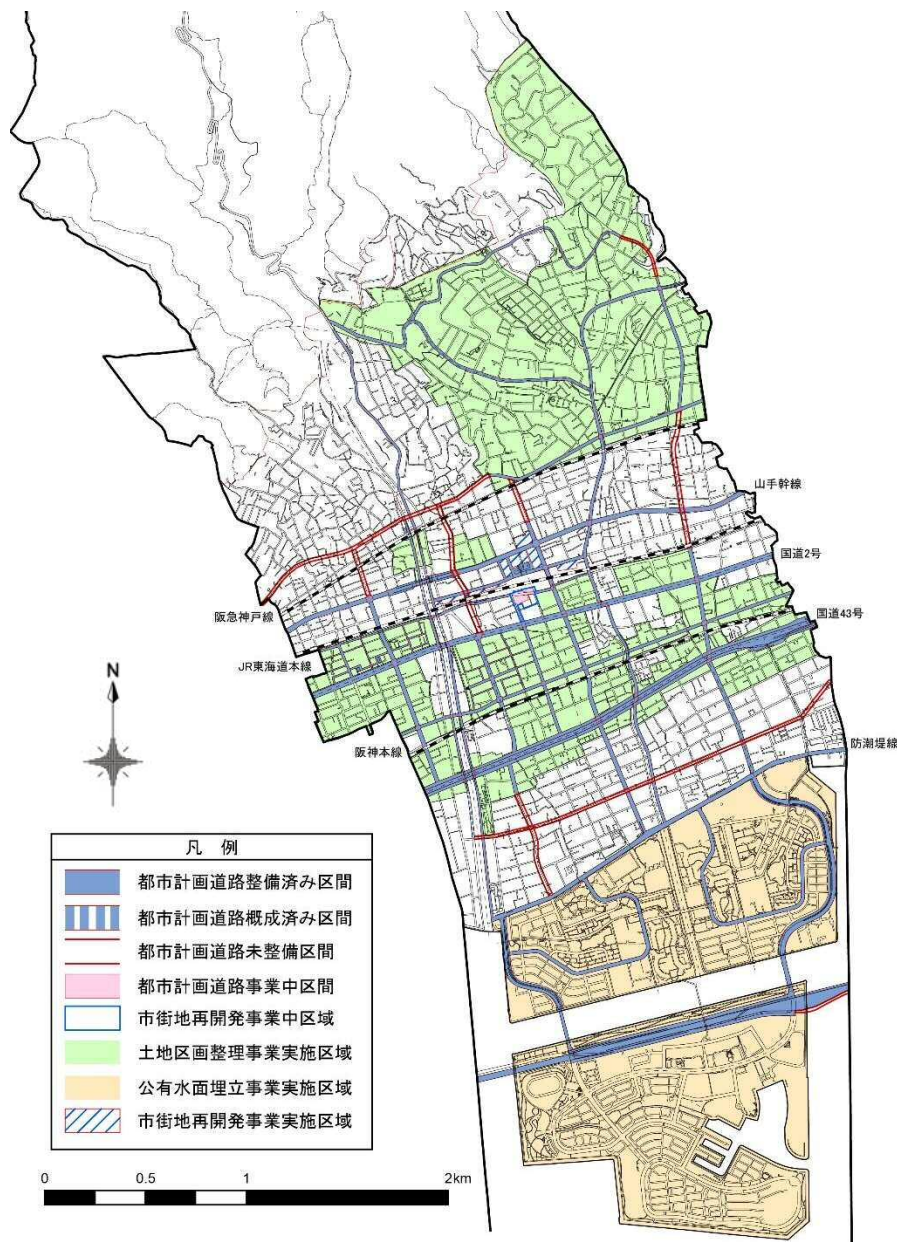 山手幹線
国道2号
阪急神戸線
国道43号
JR東海道本線
阪神本線
防潮堤線
N
凡 例
都市計画道路整備済み区間
都市計画道路概成済み区間
都市計画道路未整備区間
都市計画道路事業中区間
市街地再開発事業中区域
土地区画整理事業実施区域
公有水面埋立事業実施区域
市街地再開発事業実施区域
0 0.5 1 2km